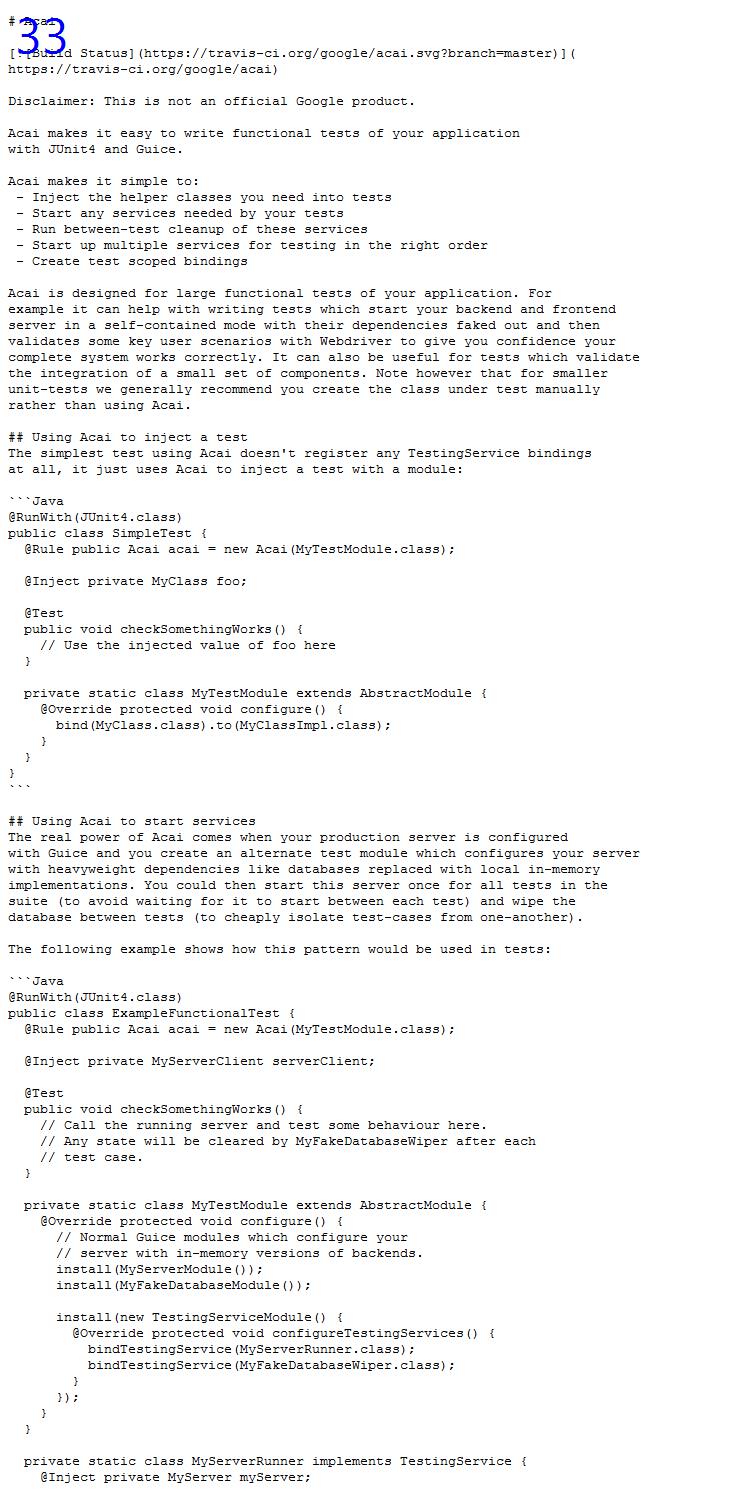 # Acai
33
[![Build Status](https://travis-ci.org/google/acai.svg?branch=master)](
https://travis-ci.org/google/acai)

Disclaimer: This is not an official Google product.

Acai makes it easy to write functional tests of your application
with JUnit4 and Guice.

Acai makes it simple to:
 - Inject the helper classes you need into tests
 - Start any services needed by your tests
 - Run between-test cleanup of these services
 - Start up multiple services for testing in the right order
 - Create test scoped bindings

Acai is designed for large functional tests of your application. For
example it can help with writing tests which start your backend and frontend
server in a self-contained mode with their dependencies faked out and then
validates some key user scenarios with Webdriver to give you confidence your
complete system works correctly. It can also be useful for tests which validate
the integration of a small set of components. Note however that for smaller
unit-tests we generally recommend you create the class under test manually
rather than using Acai.

## Using Acai to inject a test
The simplest test using Acai doesn't register any TestingService bindings
at all, it just uses Acai to inject a test with a module:

```Java
@RunWith(JUnit4.class)
public class SimpleTest {
  @Rule public Acai acai = new Acai(MyTestModule.class);

  @Inject private MyClass foo;

  @Test
  public void checkSomethingWorks() {
    // Use the injected value of foo here
  }

  private static class MyTestModule extends AbstractModule {
    @Override protected void configure() {
      bind(MyClass.class).to(MyClassImpl.class);
    }
  }
}
```

## Using Acai to start services
The real power of Acai comes when your production server is configured
with Guice and you create an alternate test module which configures your server
with heavyweight dependencies like databases replaced with local in-memory
implementations. You could then start this server once for all tests in the
suite (to avoid waiting for it to start between each test) and wipe the
database between tests (to cheaply isolate test-cases from one-another).

The following example shows how this pattern would be used in tests:

```Java
@RunWith(JUnit4.class)
public class ExampleFunctionalTest {
  @Rule public Acai acai = new Acai(MyTestModule.class);

  @Inject private MyServerClient serverClient;

  @Test
  public void checkSomethingWorks() {
    // Call the running server and test some behaviour here.
    // Any state will be cleared by MyFakeDatabaseWiper after each
    // test case.
  }

  private static class MyTestModule extends AbstractModule {
    @Override protected void configure() {
      // Normal Guice modules which configure your
      // server with in-memory versions of backends.
      install(MyServerModule());
      install(MyFakeDatabaseModule());

      install(new TestingServiceModule() {
        @Override protected void configureTestingServices() {
          bindTestingService(MyServerRunner.class);
          bindTestingService(MyFakeDatabaseWiper.class);
        }
      });
    }
  }

  private static class MyServerRunner implements TestingService {
    @Inject private MyServer myServer;